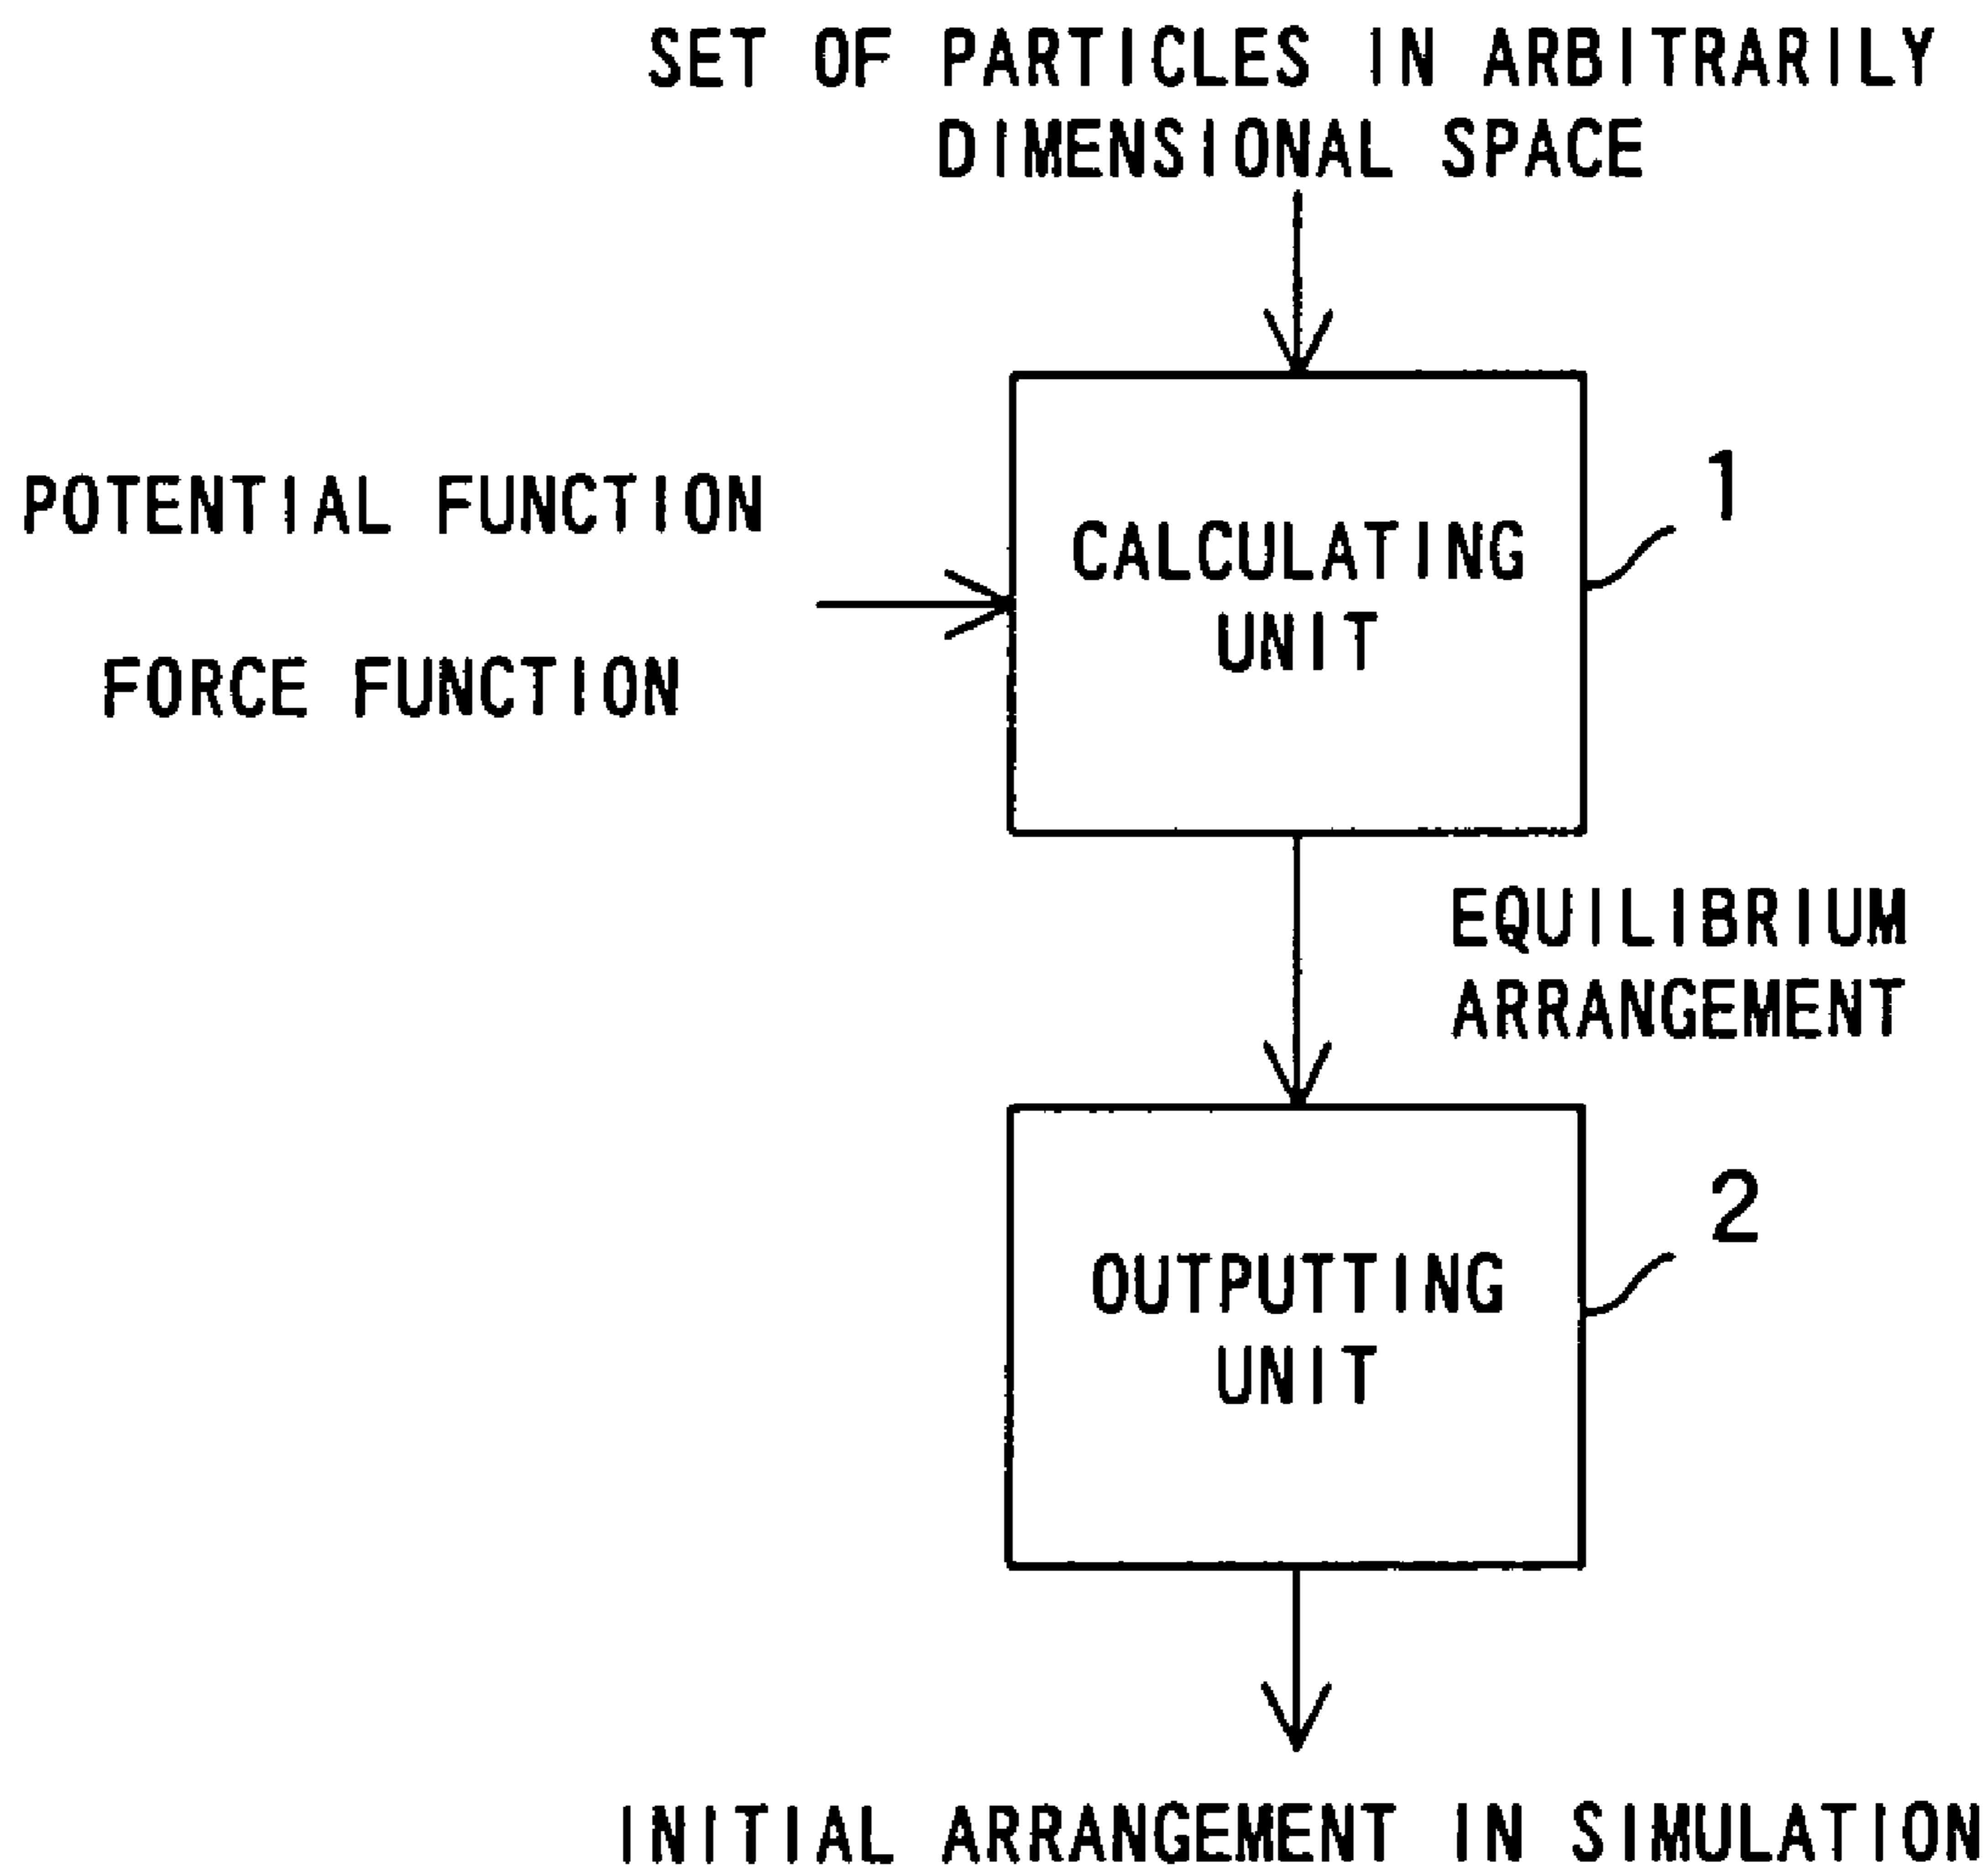 SET OF PARTICLES IN ARBITRARILY
DIMENSIONAL SPACE
POTENTIAL FUNCTION
FORCE FUNCTION
CALCULATING
UNIT
1
EQUILIBRIUM
ARRANGEMENT
OUTPUTTING
UNIT
2
INITIAL ARRANGEMENT IN SIMULATION